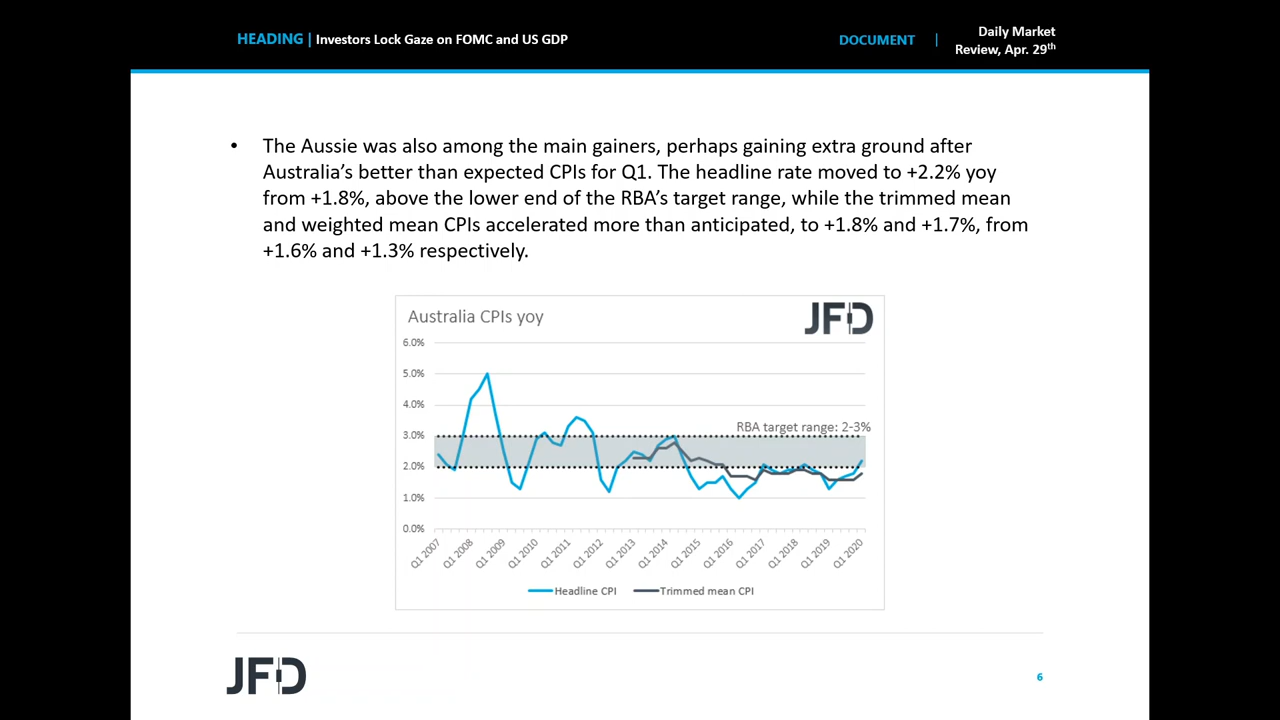 HEADING | Investors Lock Gaze on FOMC and US GDP
DOCUMENT |
Daily Market
Review, Apr. 29th
• The Aussie was also among the main gainers, perhaps gaining extra ground after
Australia's better than expected CPIs for Q1. The headline rate moved to +2.2% yoy
from +1.8%, above the lower end of the RBA's target range, while the trimmed mean
and weighted mean CPIs accelerated more than anticipated, to +1.8% and +1.7%, from
+1.6% and +1.3% respectively.
Australia CPIs yoy
JFD
6.0%
5.0%
4.0%
3.0%
2.0%
1.0%
0.0%
RBA target range: 2-3%
Q1 2007
Q1 2008
Q1 2009
Q1 2010
Q1 2011
Q1 2012
Q1 2013
Q1 2014
Q1 2015
Q1 2016
Q1 2017
Q1 2018
Q1 2019
Q1 2020
Headline CPI
Trimmed mean CPI
JFD
6